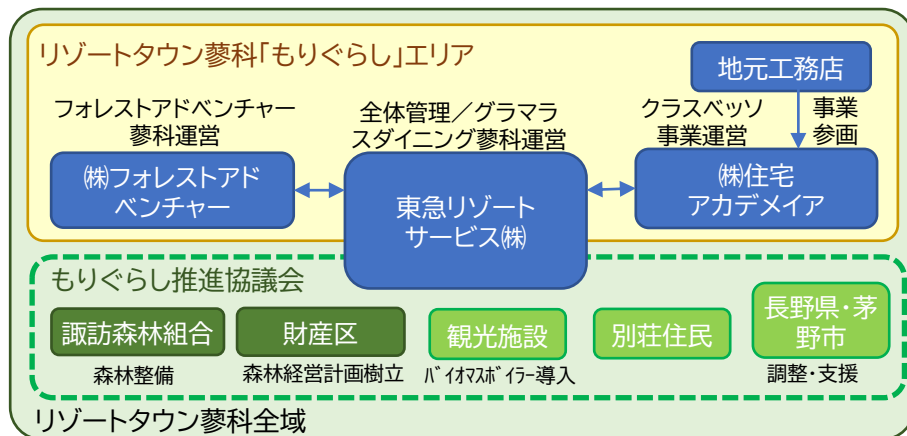 リゾートタウン蓼科「もりぐらし」エリア
地元工務店
フォレストアドベンチャー
蓼科運営
全体管理／グラマラ
スダイニング蓼科運営
クラスベッソ
事業運営
事業
参画
㈱フォレストアド
ベンチャー
東急リゾート
サービス㈱
㈱住宅
アカデメイア
もりぐらし推進協議会
諏訪森林組合
森林整備
財産区
森林経営計画樹立
観光施設
ﾊﾞｲｵﾏｽﾎﾞｲﾗｰ導入
別荘住民
長野県・茅
野市
調整・支援
リゾートタウン蓼科全域